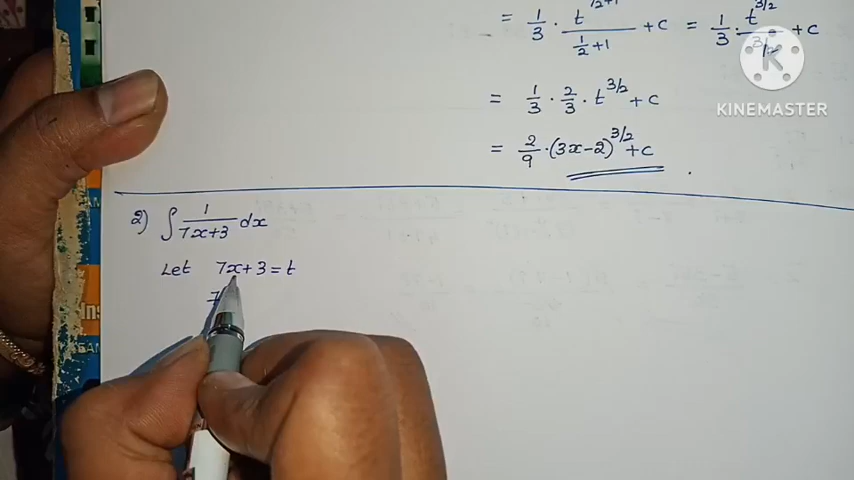 = 1/3 · t^(1/2+1)/(1/2+1) + c = 1/3 · t^(3/2)/(3/2) + c
KINEMASTER
= 1/3 · 2/3 · t^(3/2) + c
= 2/9 · (3x-2)^(3/2) + c
2) ∫ 1/(7x+3) dx
Let 7x+3 = t
7